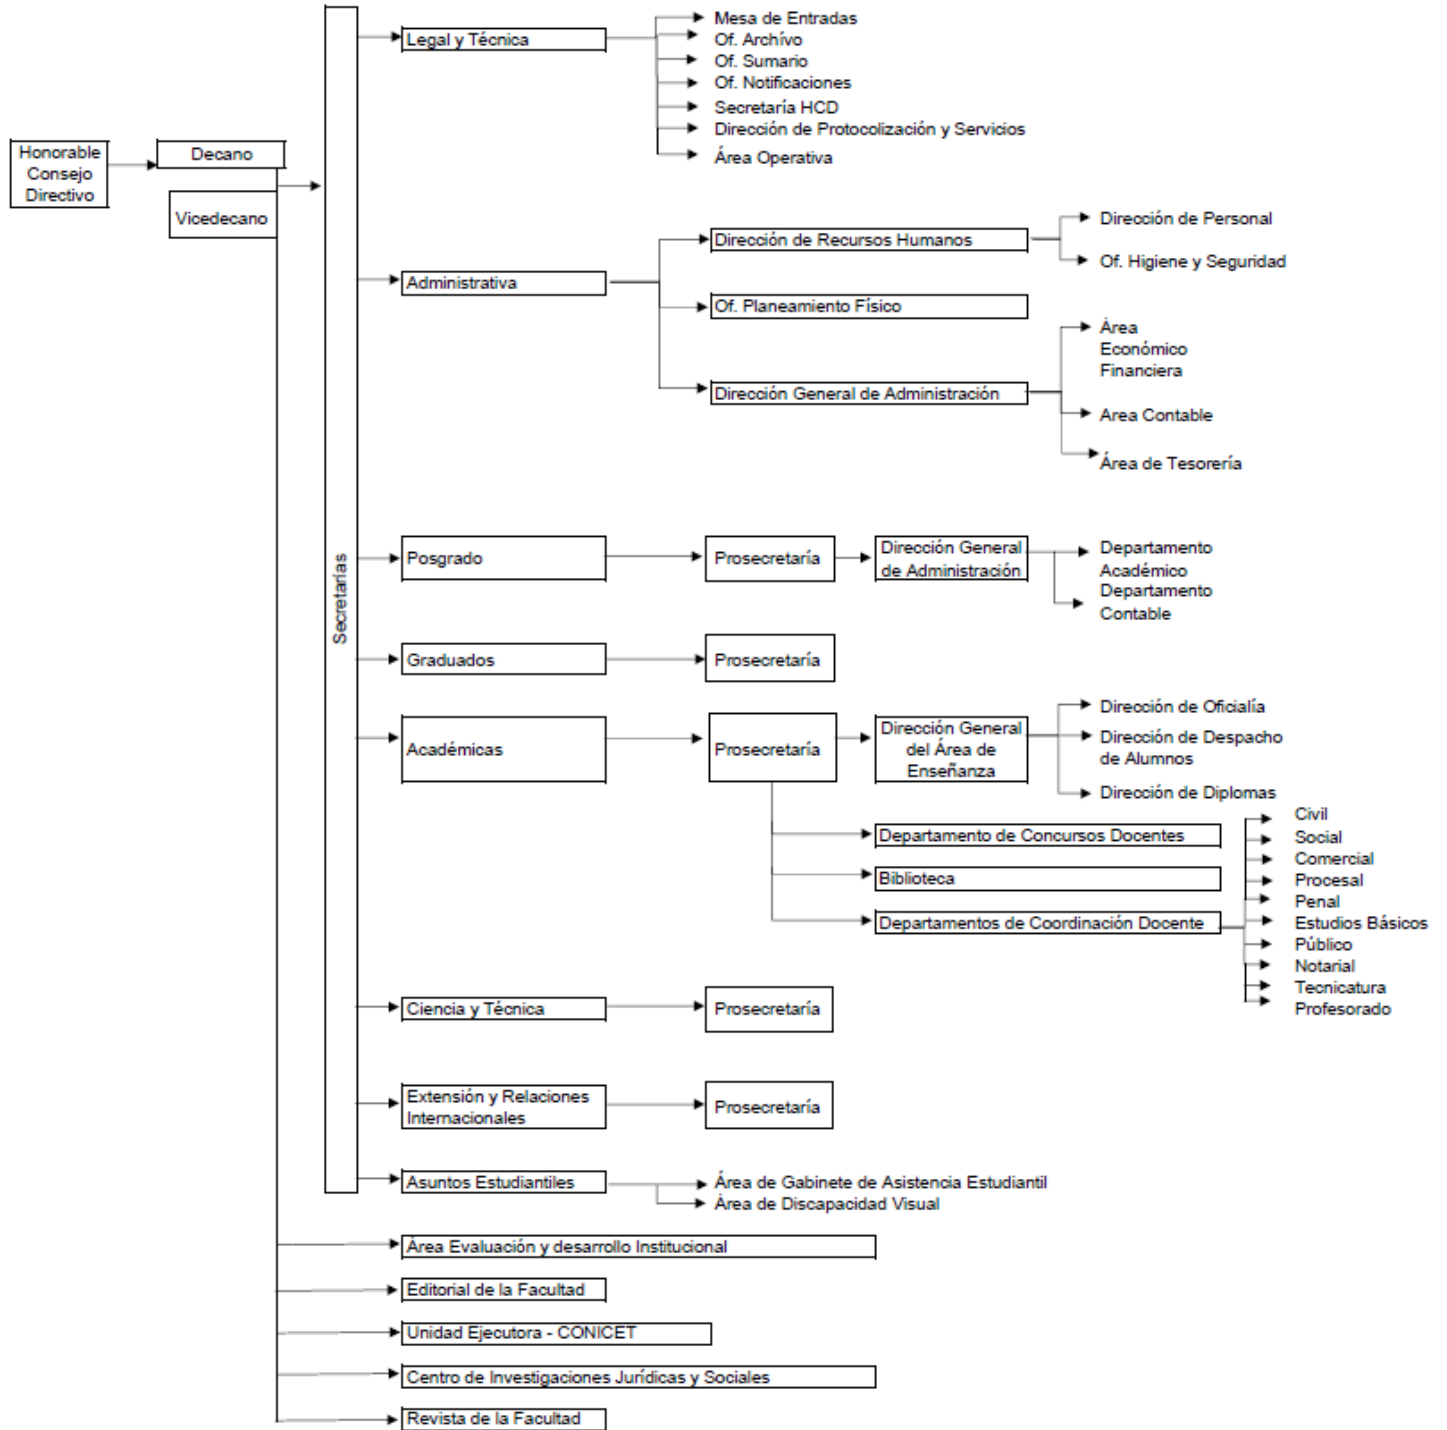 Honorable
Consejo
Directivo
Decano
Vicedecano
Secretarías
Legal y Técnica
Mesa de Entradas
Of. Archívo
Of. Sumario
Of. Notificaciones
Secretaría HCD
Dirección de Protocolización y Servicios
Área Operativa
Administrativa
Dirección de Recursos Humanos
Dirección de Personal
Of. Higiene y Seguridad
Of. Planeamiento Físico
Dirección General de Administración
Área
Económico
Financiera
Area Contable
Área de Tesorería
Posgrado
Prosecretaría
Dirección General
de Administración
Departamento
Académico
Departamento
Contable
Graduados
Prosecretaría
Académicas
Prosecretaría
Dirección General
del Área de
Enseñanza
Dirección de Oficialía
Dirección de Despacho
de Alumnos
Dirección de Diplomas
Departamento de Concursos Docentes
Biblioteca
Departamentos de Coordinación Docente
Civil
Social
Comercial
Procesal
Penal
Estudios Básicos
Público
Notarial
Tecnicatura
Profesorado
Ciencia y Técnica
Prosecretaría
Extensión y Relaciones
Internacionales
Prosecretaría
Asuntos Estudiantiles
Área de Gabinete de Asistencia Estudiantil
Área de Discapacidad Visual
Área Evaluación y desarrollo Institucional
Editorial de la Facultad
Unidad Ejecutora - CONICET
Centro de Investigaciones Jurídicas y Sociales
Revista de la Facultad